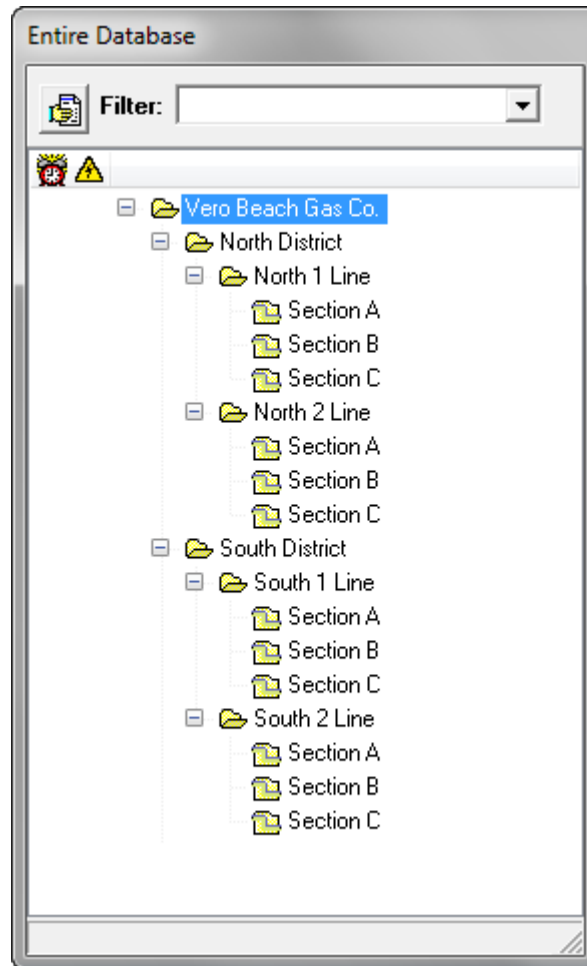 Entire Database
Filter:
Vero Beach Gas Co.
North District
North 1 Line
Section A
Section B
Section C
North 2 Line
Section A
Section B
Section C
South District
South 1 Line
Section A
Section B
Section C
South 2 Line
Section A
Section B
Section C